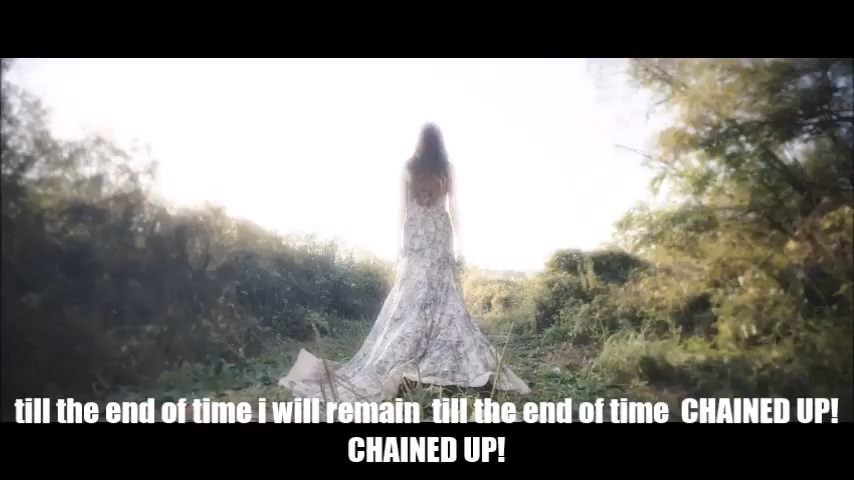 till the end of time i will remain  till the end of time  CHAINED UP!
CHAINED UP!